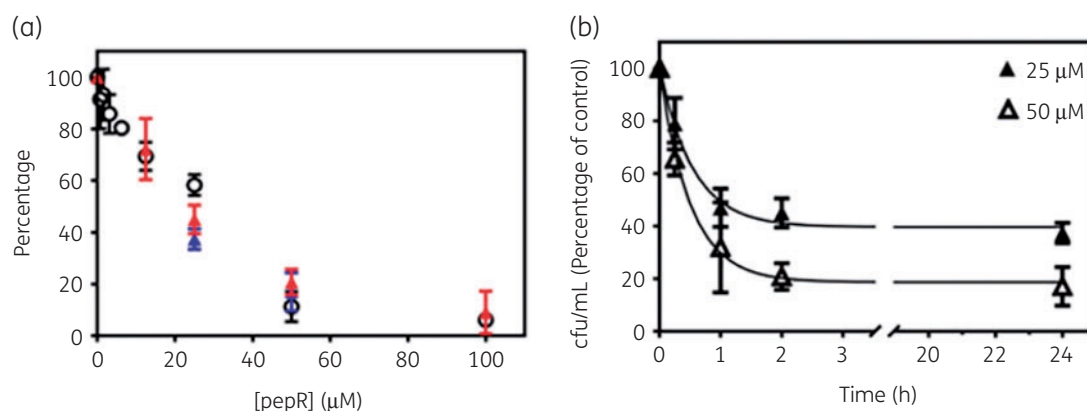 (a)
100
80
60
40
20
0
Percentage
0 20 40 60 80 100
[pepR] (μM)
(b)
100
80
60
40
20
0
cfu/mL (Percentage of control)
25 μM
50 μM
0 1 2 3 20 22 24
Time (h)